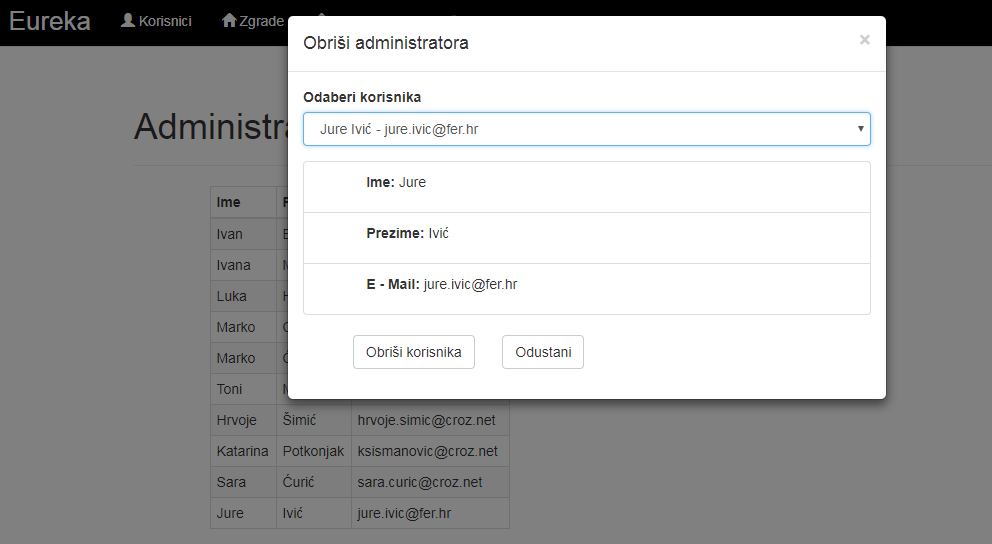 Eureka Korisnici Zgrade
Obriši administratora ×
Odaberi korisnika
Jure Ivić - jure.ivic@fer.hr
Ime: Jure
Prezime: Ivić
E - Mail: jure.ivic@fer.hr
Obriši korisnika Odustani
Administra
Ime
Ivan
Ivana
Luka
Marko
Marko
Toni
Hrvoje Šimić hrvoje.simic@croz.net
Katarina Potkonjak ksismanovic@croz.net
Sara Ćurić sara.curic@croz.net
Jure Ivić jure.ivic@fer.hr